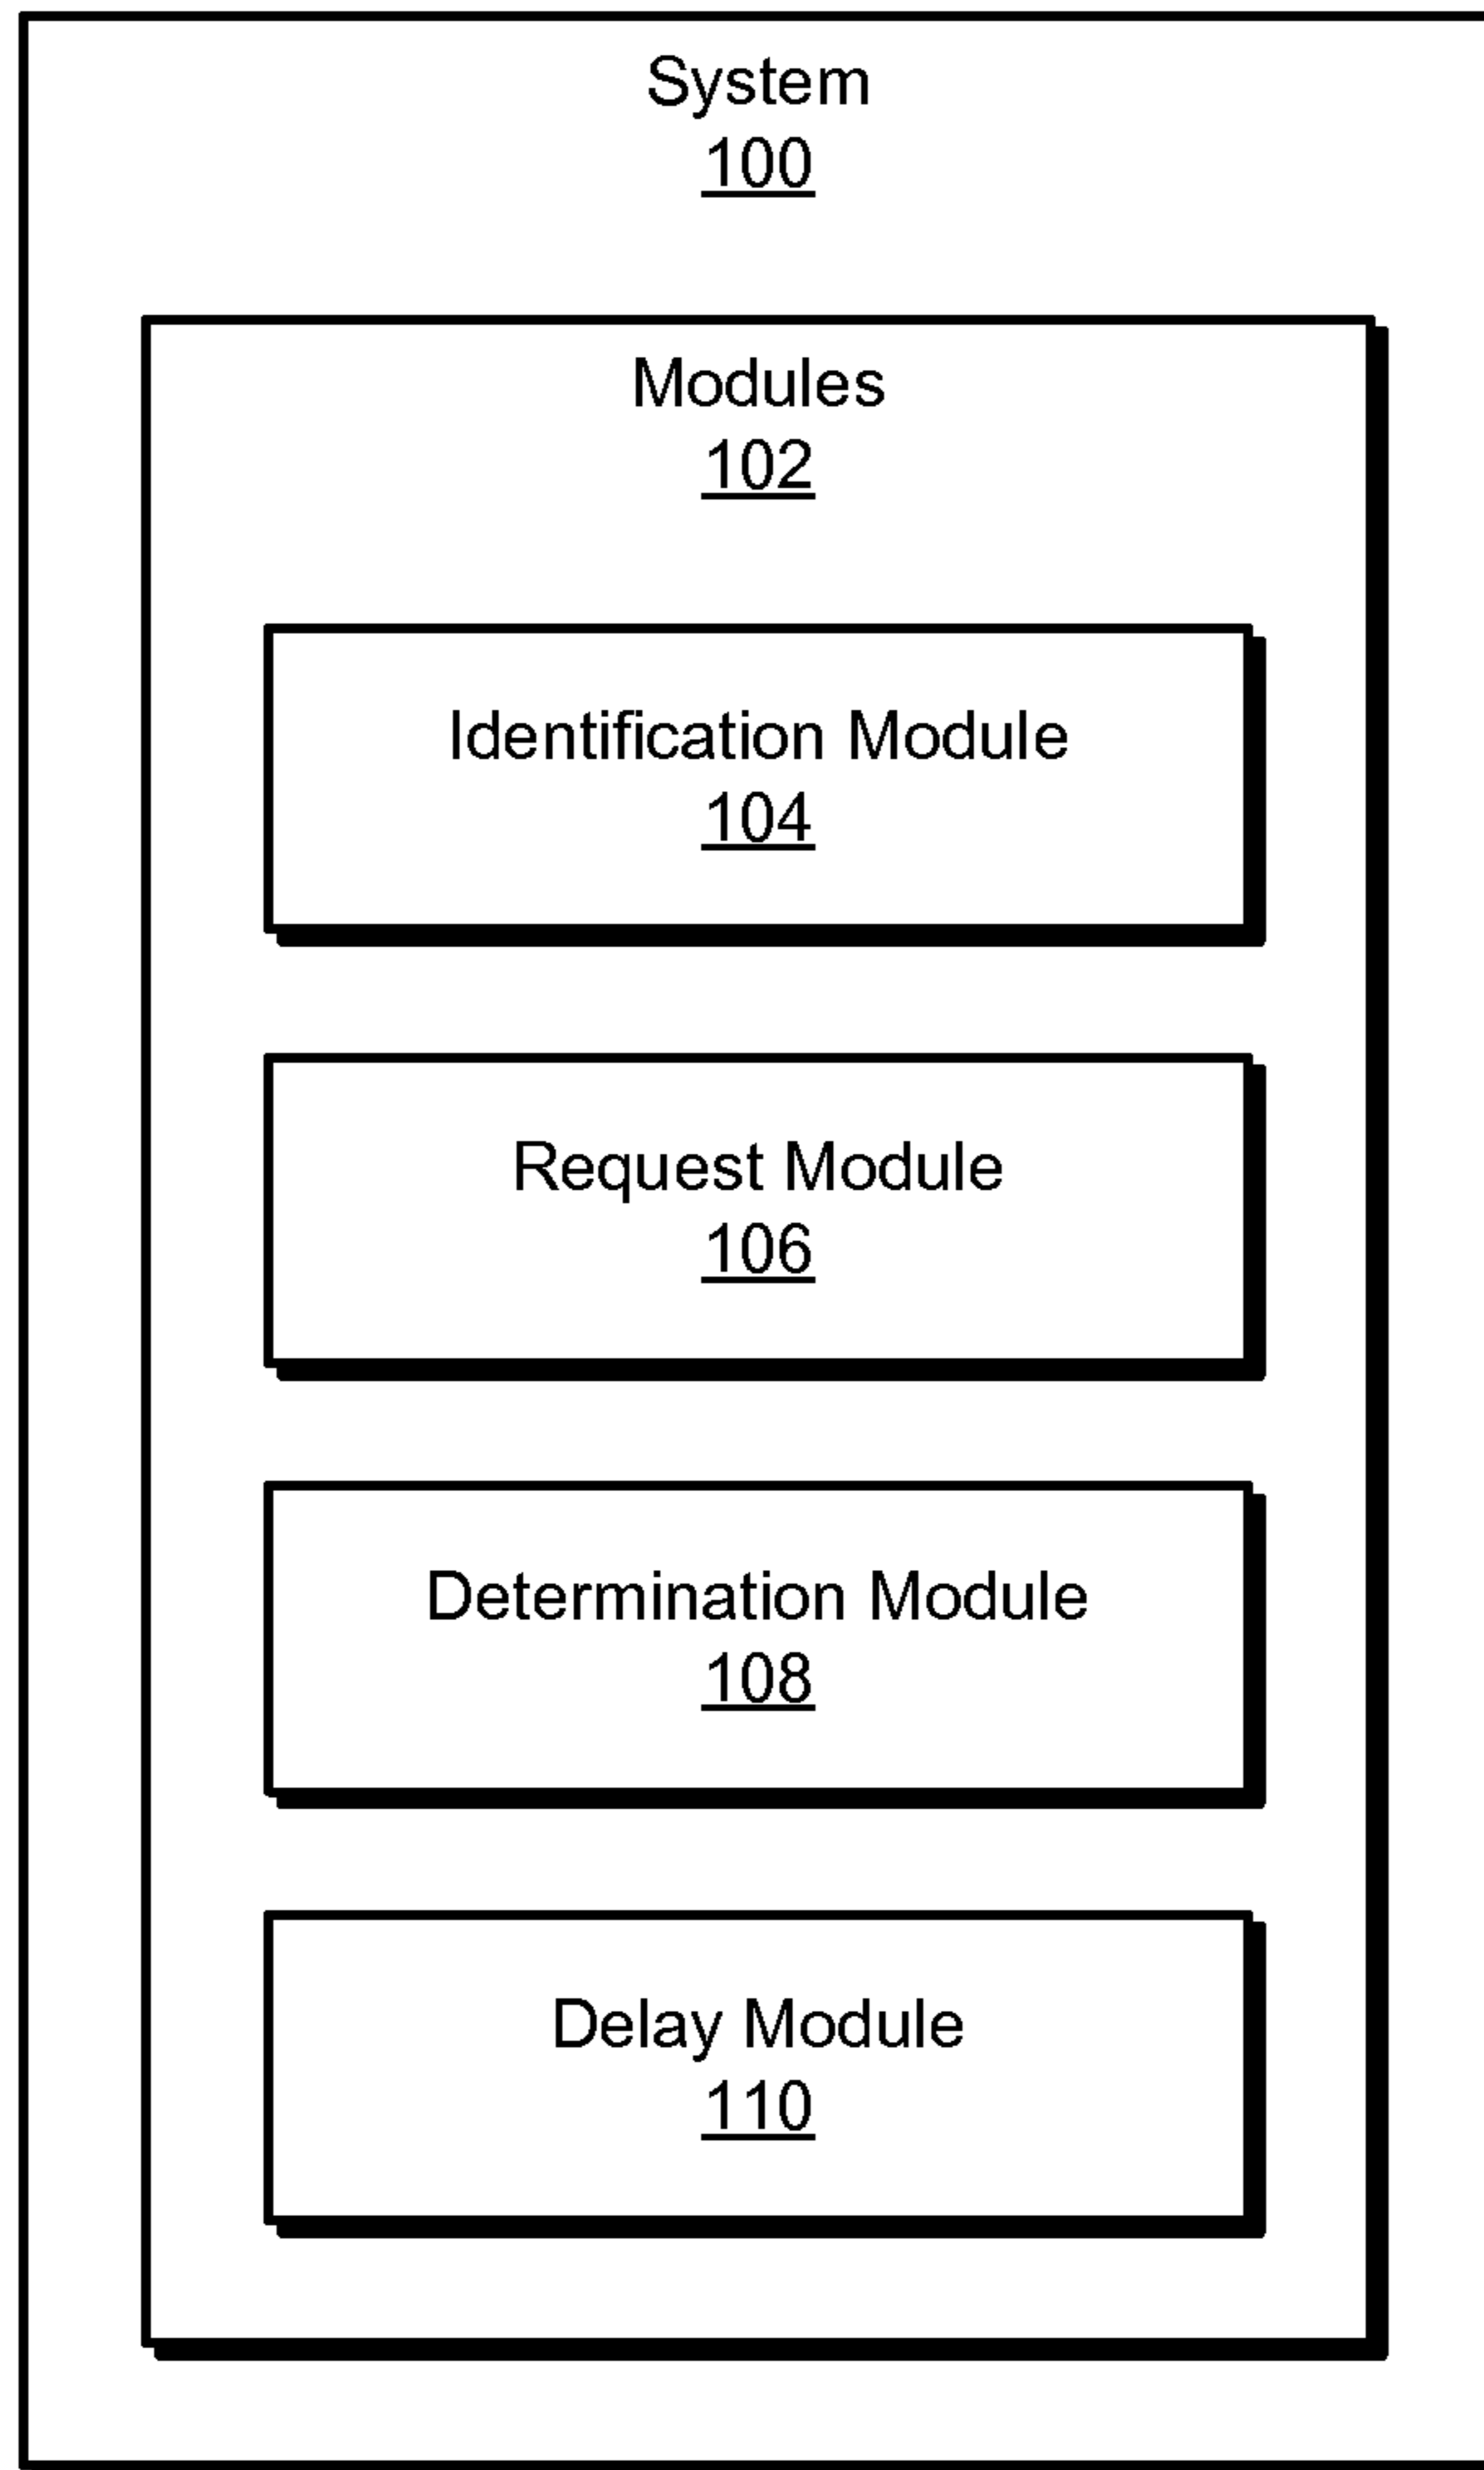 System
100
Modules
102
Identification Module
104
Request Module
106
Determination Module
108
Delay Module
110